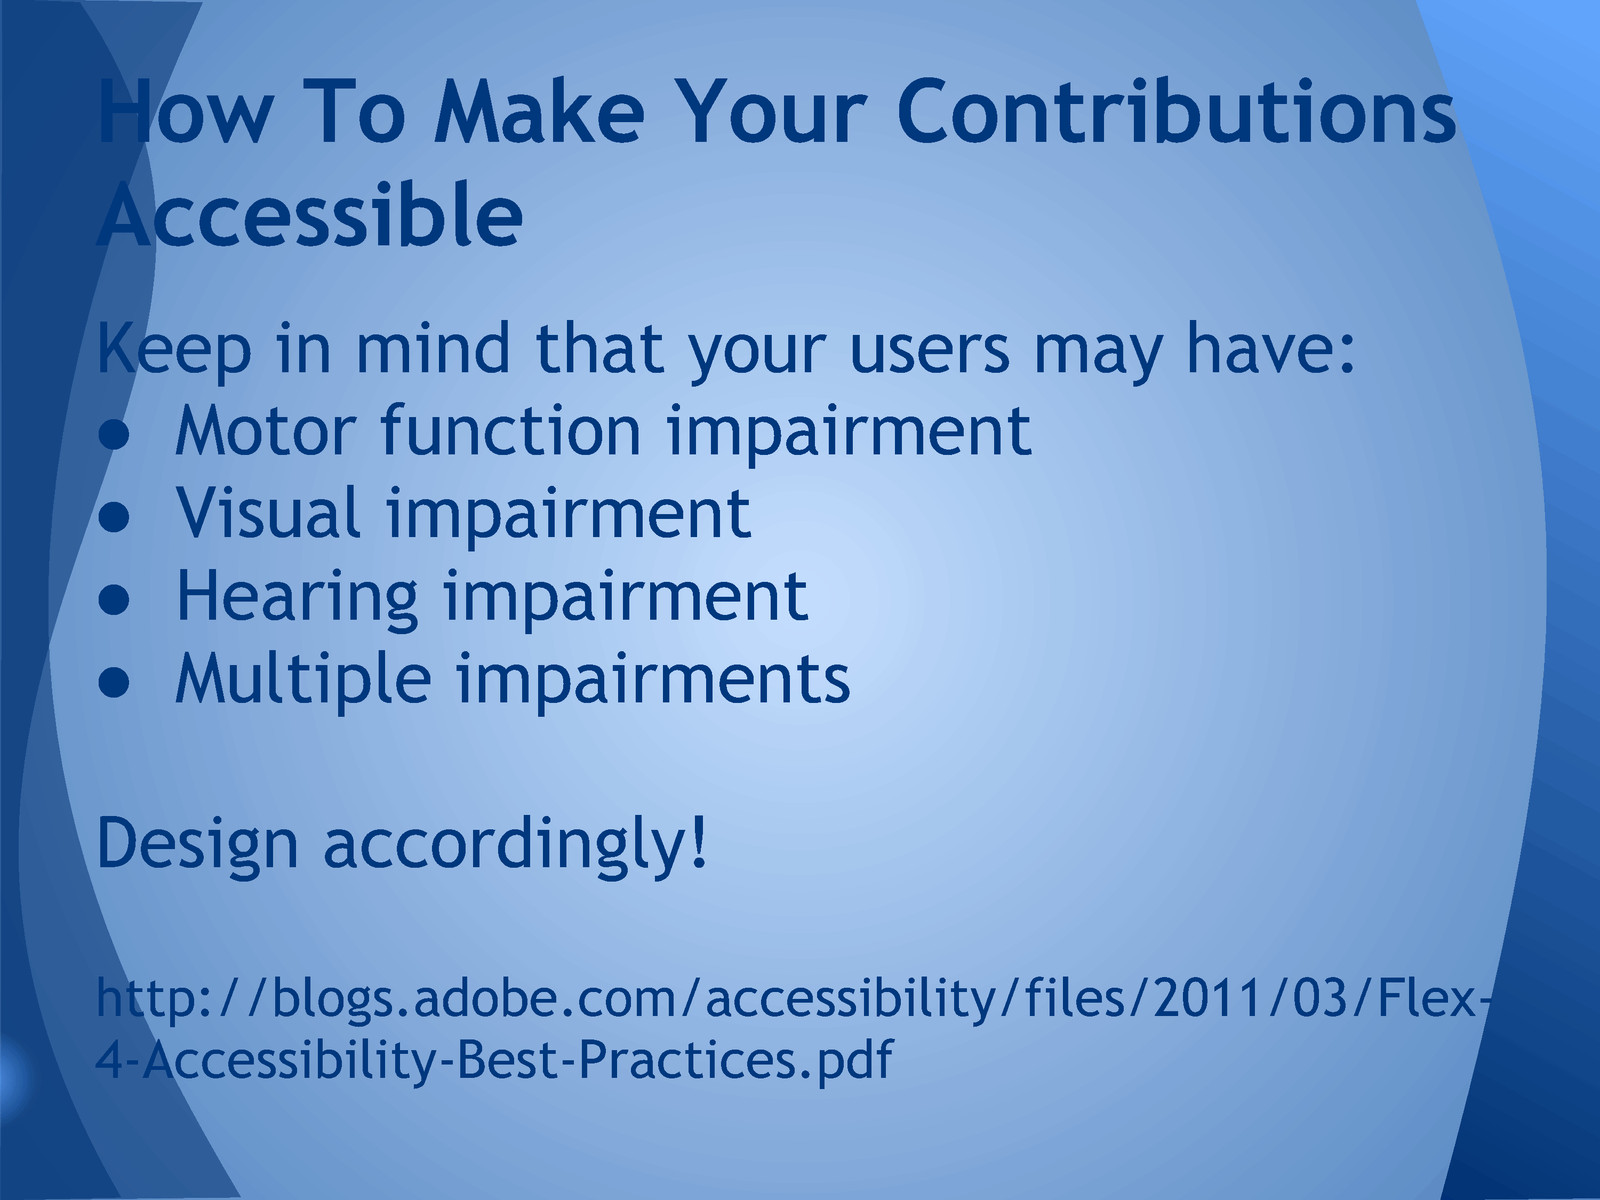 How To Make Your Contributions
Accessible
Keep in mind that your users may have:
● Motor function impairment
● Visual impairment
● Hearing impairment
● Multiple impairments
Design accordingly!
http://blogs.adobe.com/accessibility/files/2011/03/Flex-
4-Accessibility-Best-Practices.pdf